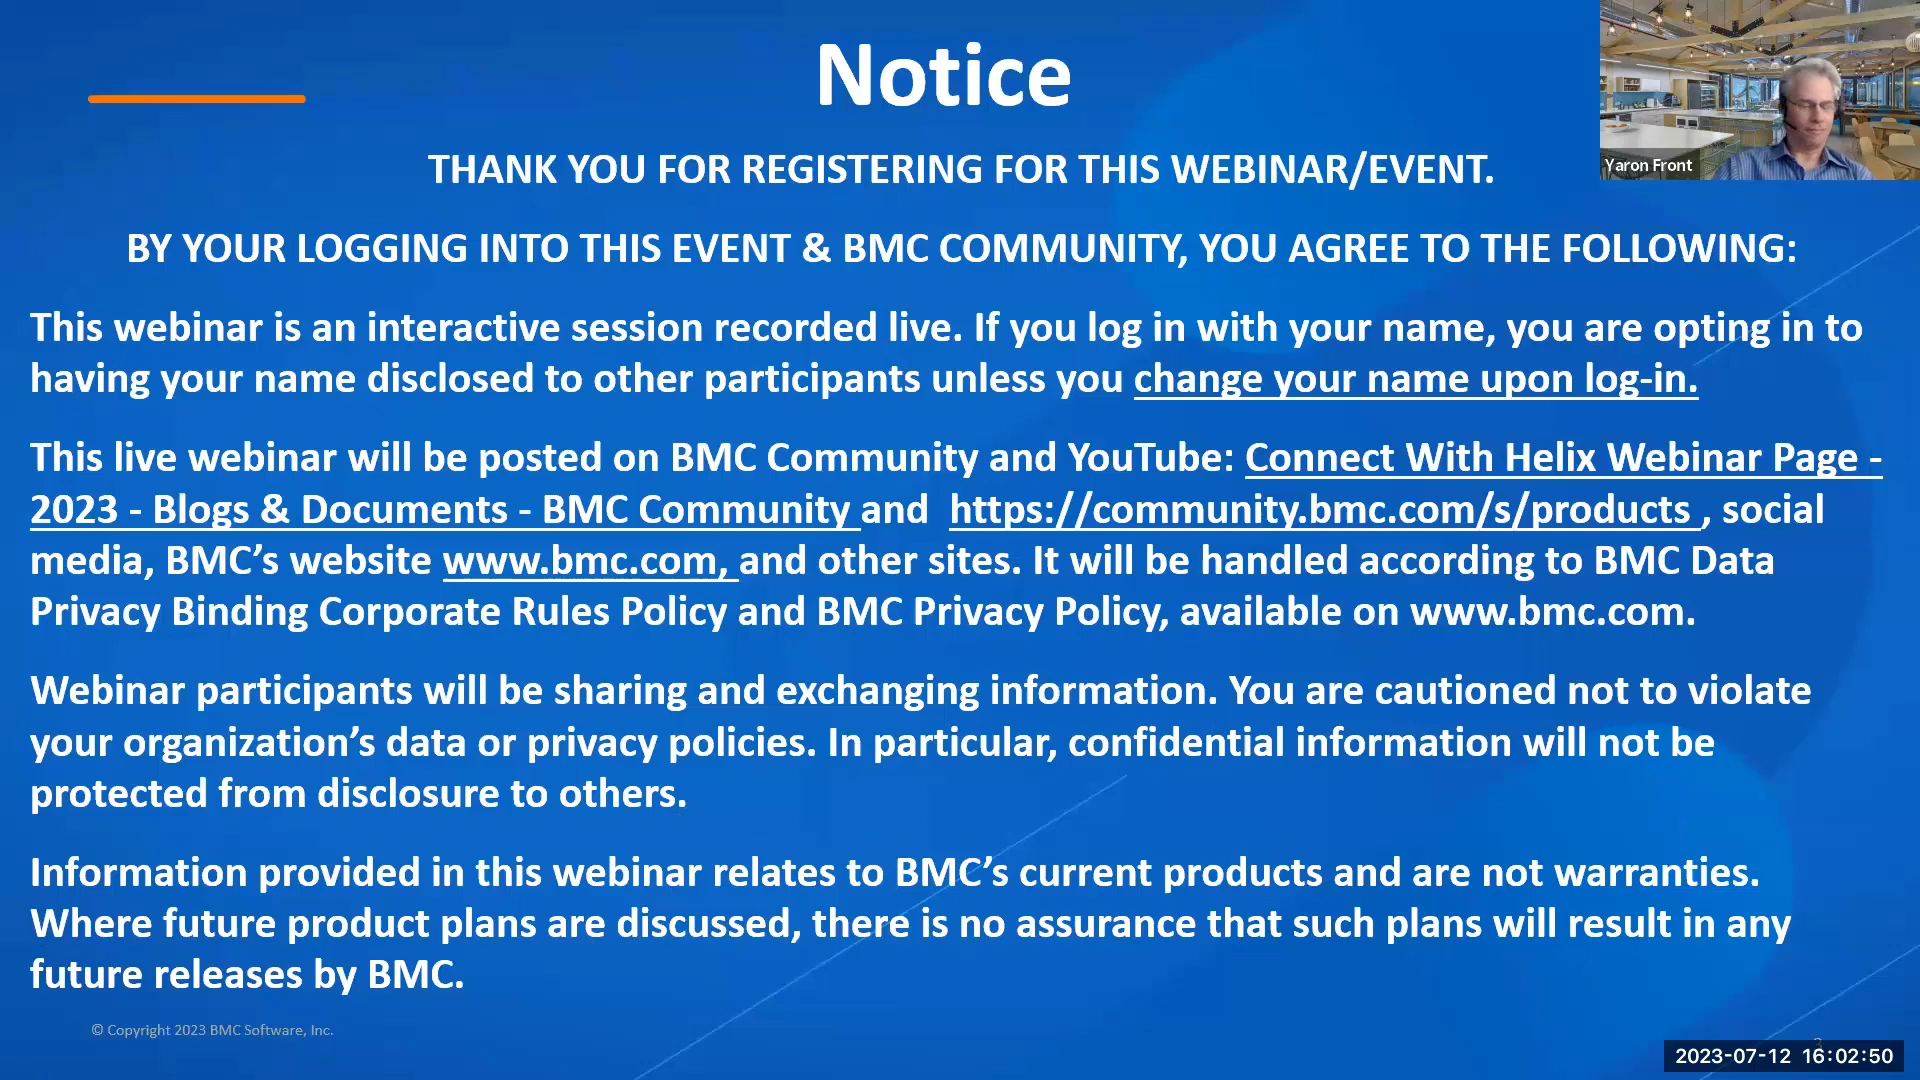 Notice
Yaron Front
THANK YOU FOR REGISTERING FOR THIS WEBINAR/EVENT.
BY YOUR LOGGING INTO THIS EVENT & BMC COMMUNITY, YOU AGREE TO THE FOLLOWING:
This webinar is an interactive session recorded live. If you log in with your name, you are opting in to
having your name disclosed to other participants unless you change your name upon log-in.
This live webinar will be posted on BMC Community and YouTube: Connect With Helix Webinar Page -
2023 - Blogs & Documents - BMC Community and  https://community.bmc.com/s/products , social
media, BMC’s website www.bmc.com, and other sites. It will be handled according to BMC Data
Privacy Binding Corporate Rules Policy and BMC Privacy Policy, available on www.bmc.com.
Webinar participants will be sharing and exchanging information. You are cautioned not to violate
your organization’s data or privacy policies. In particular, confidential information will not be
protected from disclosure to others.
Information provided in this webinar relates to BMC’s current products and are not warranties.
Where future product plans are discussed, there is no assurance that such plans will result in any
future releases by BMC.
© Copyright 2023 BMC Software, Inc.
2023-07-12 16:02:50